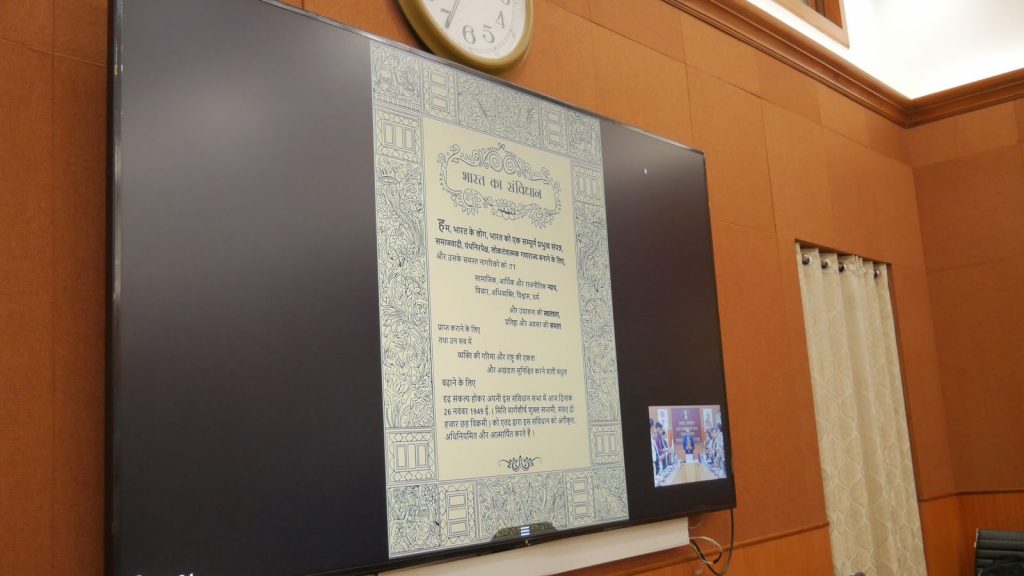 7 6 5 4
भारत का संविधान
हम, भारत के लोग, भारत को एक सम्पूर्ण प्रभुत्व संपन्न,
समाजवादी, पंथनिरपेक्ष, लोकतंत्रात्मक गणराज्य बनाने के लिए,
और उसके समस्त नागरिकों को :TT
सामाजिक, आर्थिक और राजनीतिक न्याय,
विचार, अभिव्यक्ति, विश्वास, धर्म
और उपासना की स्वतंत्रता,
प्रतिष्ठा और अवसर की समता
प्राप्त कराने के लिए
तथा उन सब में
व्यक्ति की गरिमा और राष्ट्र की एकता
और अखंडता सुनिश्चित करने वाली बंधुता
बढ़ाने के लिए
दृढ़ संकल्प होकर अपनी इस संविधान सभा में आज दिनांक
26 नवंबर 1949 ई. ( मिति मार्गशीर्ष शुक्ल सप्तमी, संवत् दो
हजार छह विक्रमी ) को एतद द्वारा इस संविधान को अंगीकृत,
अधिनियमित और आत्मार्पित करते हैं ।